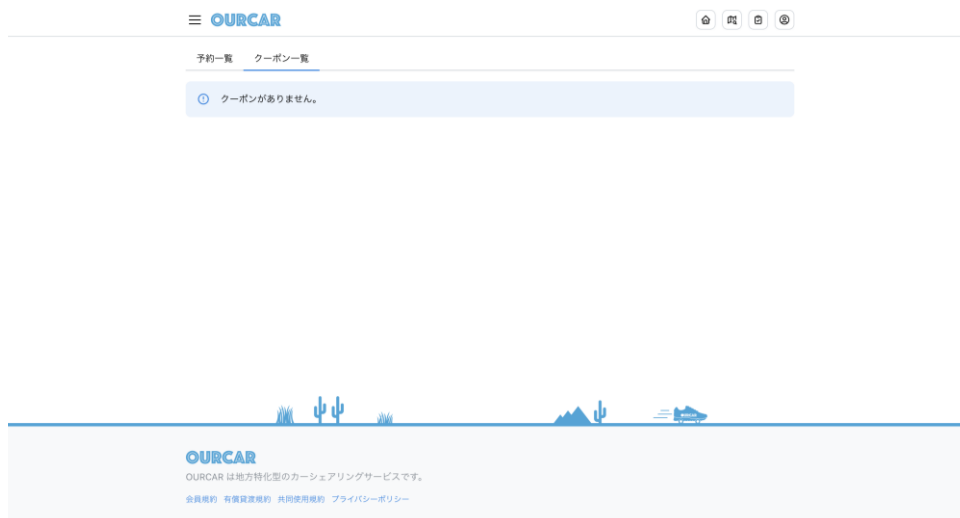 OURCAR
予約一覧 クーポン一覧
クーポンがありません。
OURCAR
OURCAR
OURCAR は地方特化型のカーシェアリングサービスです。
会員規約 有償貸渡規約 共同使用規約 プライバシーポリシー